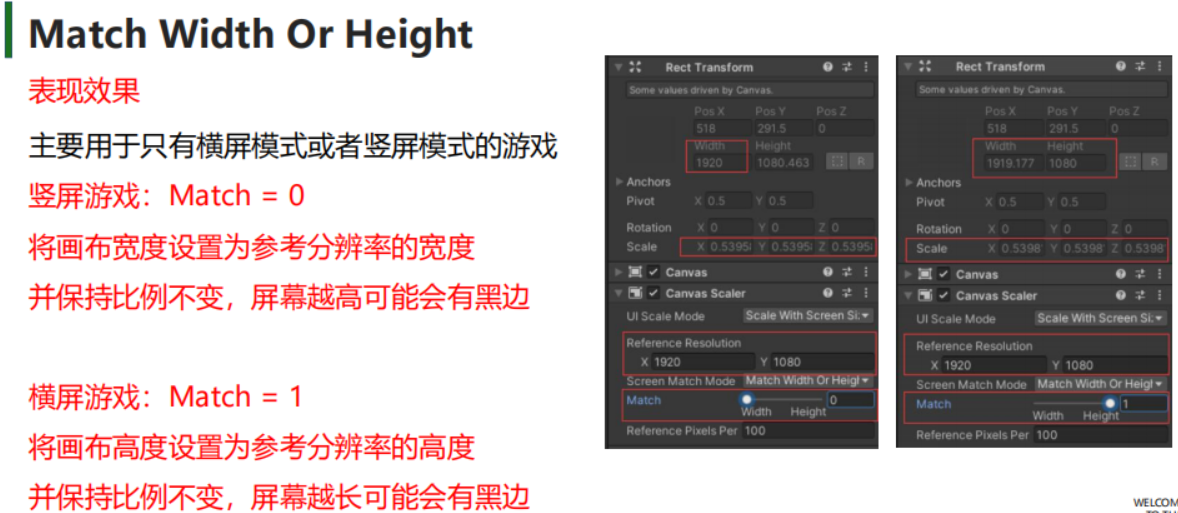 Match Width Or Height
表现效果
主要用于只有横屏模式或者竖屏模式的游戏
竖屏游戏：Match = 0
将画布宽度设置为参考分辨率的宽度
并保持比例不变，屏幕越高可能会有黑边
横屏游戏：Match = 1
将画布高度设置为参考分辨率的高度
并保持比例不变，屏幕越长可能会有黑边
Rect Transform
Some values driven by Canvas.
Pos X Pos Y Pos Z
518 291.5 0
Width Height
1920 1080.463 R
Anchors
Pivot X 0.5 Y 0.5
Rotation X 0 Y 0 Z 0
Scale X 0.5395 Y 0.5395 Z 0.5395
Canvas
Canvas Scaler
UI Scale Mode Scale With Screen Si:
Reference Resolution
X 1920 Y 1080
Screen Match Mode Match Width Or Heigl
Match 0
Width Height
Reference Pixels Per 100
Rect Transform
Some values driven by Canvas.
Pos X Pos Y Pos Z
518 291.5 0
Width Height
1919.177 1080 R
Anchors
Pivot X 0.5 Y 0.5
Rotation X 0 Y 0 Z 0
Scale X 0.539 Y 0.539 Z 0.539
Canvas
Canvas Scaler
UI Scale Mode Scale With Screen Si:
Reference Resolution
X 1920 Y 1080
Screen Match Mode Match Width Or Heigl
Match 1
Width Height
Reference Pixels Per 100
WELCOM